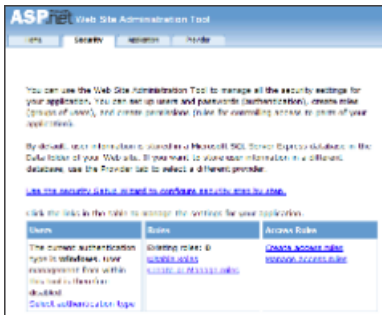 ASP.net Web Site Administration Tool
Home Security Application Provider
You can use the Web Site Administration Tool to manage all the security settings for
your application. You can set up users and passwords (authentication), create roles
(groups of users), and create permissions (rules for controlling access to parts of your
application).
By default, user information is stored in a Microsoft SQL Server Express database in the
Data folder of your Web site. If you want to store user information in a different
database, use the Provider tab to select a different provider.
Use the security Setup Wizard to configure security step by step.
Click the links in the table to manage the settings for your application.
Users Roles Access Rules
The current authentication Existing roles: 0 Create access rules
type is Windows. User Disable Roles Manage access rules
management from within Create or Manage roles
this tool is therefore
disabled.
Select authentication type